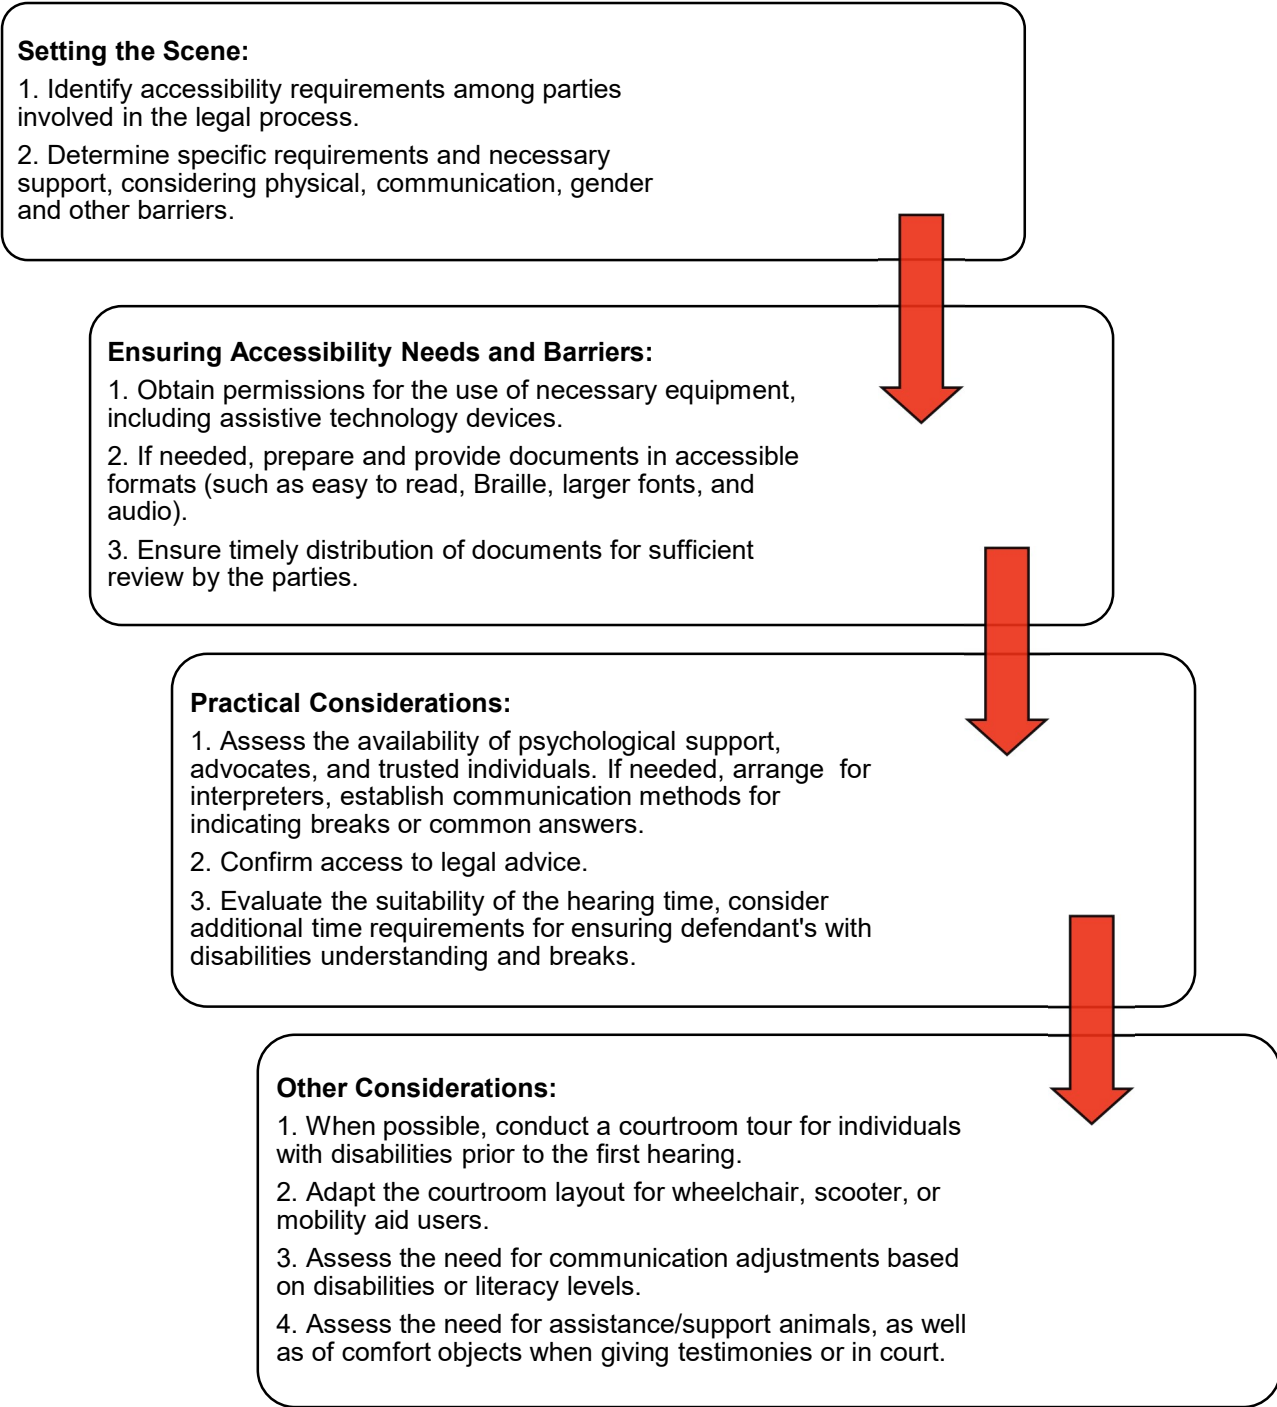 Setting the Scene:
1. Identify accessibility requirements among parties
involved in the legal process.
2. Determine specific requirements and necessary
support, considering physical, communication, gender
and other barriers.
Ensuring Accessibility Needs and Barriers:
1. Obtain permissions for the use of necessary equipment,
including assistive technology devices.
2. If needed, prepare and provide documents in accessible
formats (such as easy to read, Braille, larger fonts, and
audio).
3. Ensure timely distribution of documents for sufficient
review by the parties.
Practical Considerations:
1. Assess the availability of psychological support,
advocates, and trusted individuals. If needed, arrange  for
interpreters, establish communication methods for
indicating breaks or common answers.
2. Confirm access to legal advice.
3. Evaluate the suitability of the hearing time, consider
additional time requirements for ensuring defendant's with
disabilities understanding and breaks.
Other Considerations:
1. When possible, conduct a courtroom tour for individuals
with disabilities prior to the first hearing.
2. Adapt the courtroom layout for wheelchair, scooter, or
mobility aid users.
3. Assess the need for communication adjustments based
on disabilities or literacy levels.
4. Assess the need for assistance/support animals, as well
as of comfort objects when giving testimonies or in court.